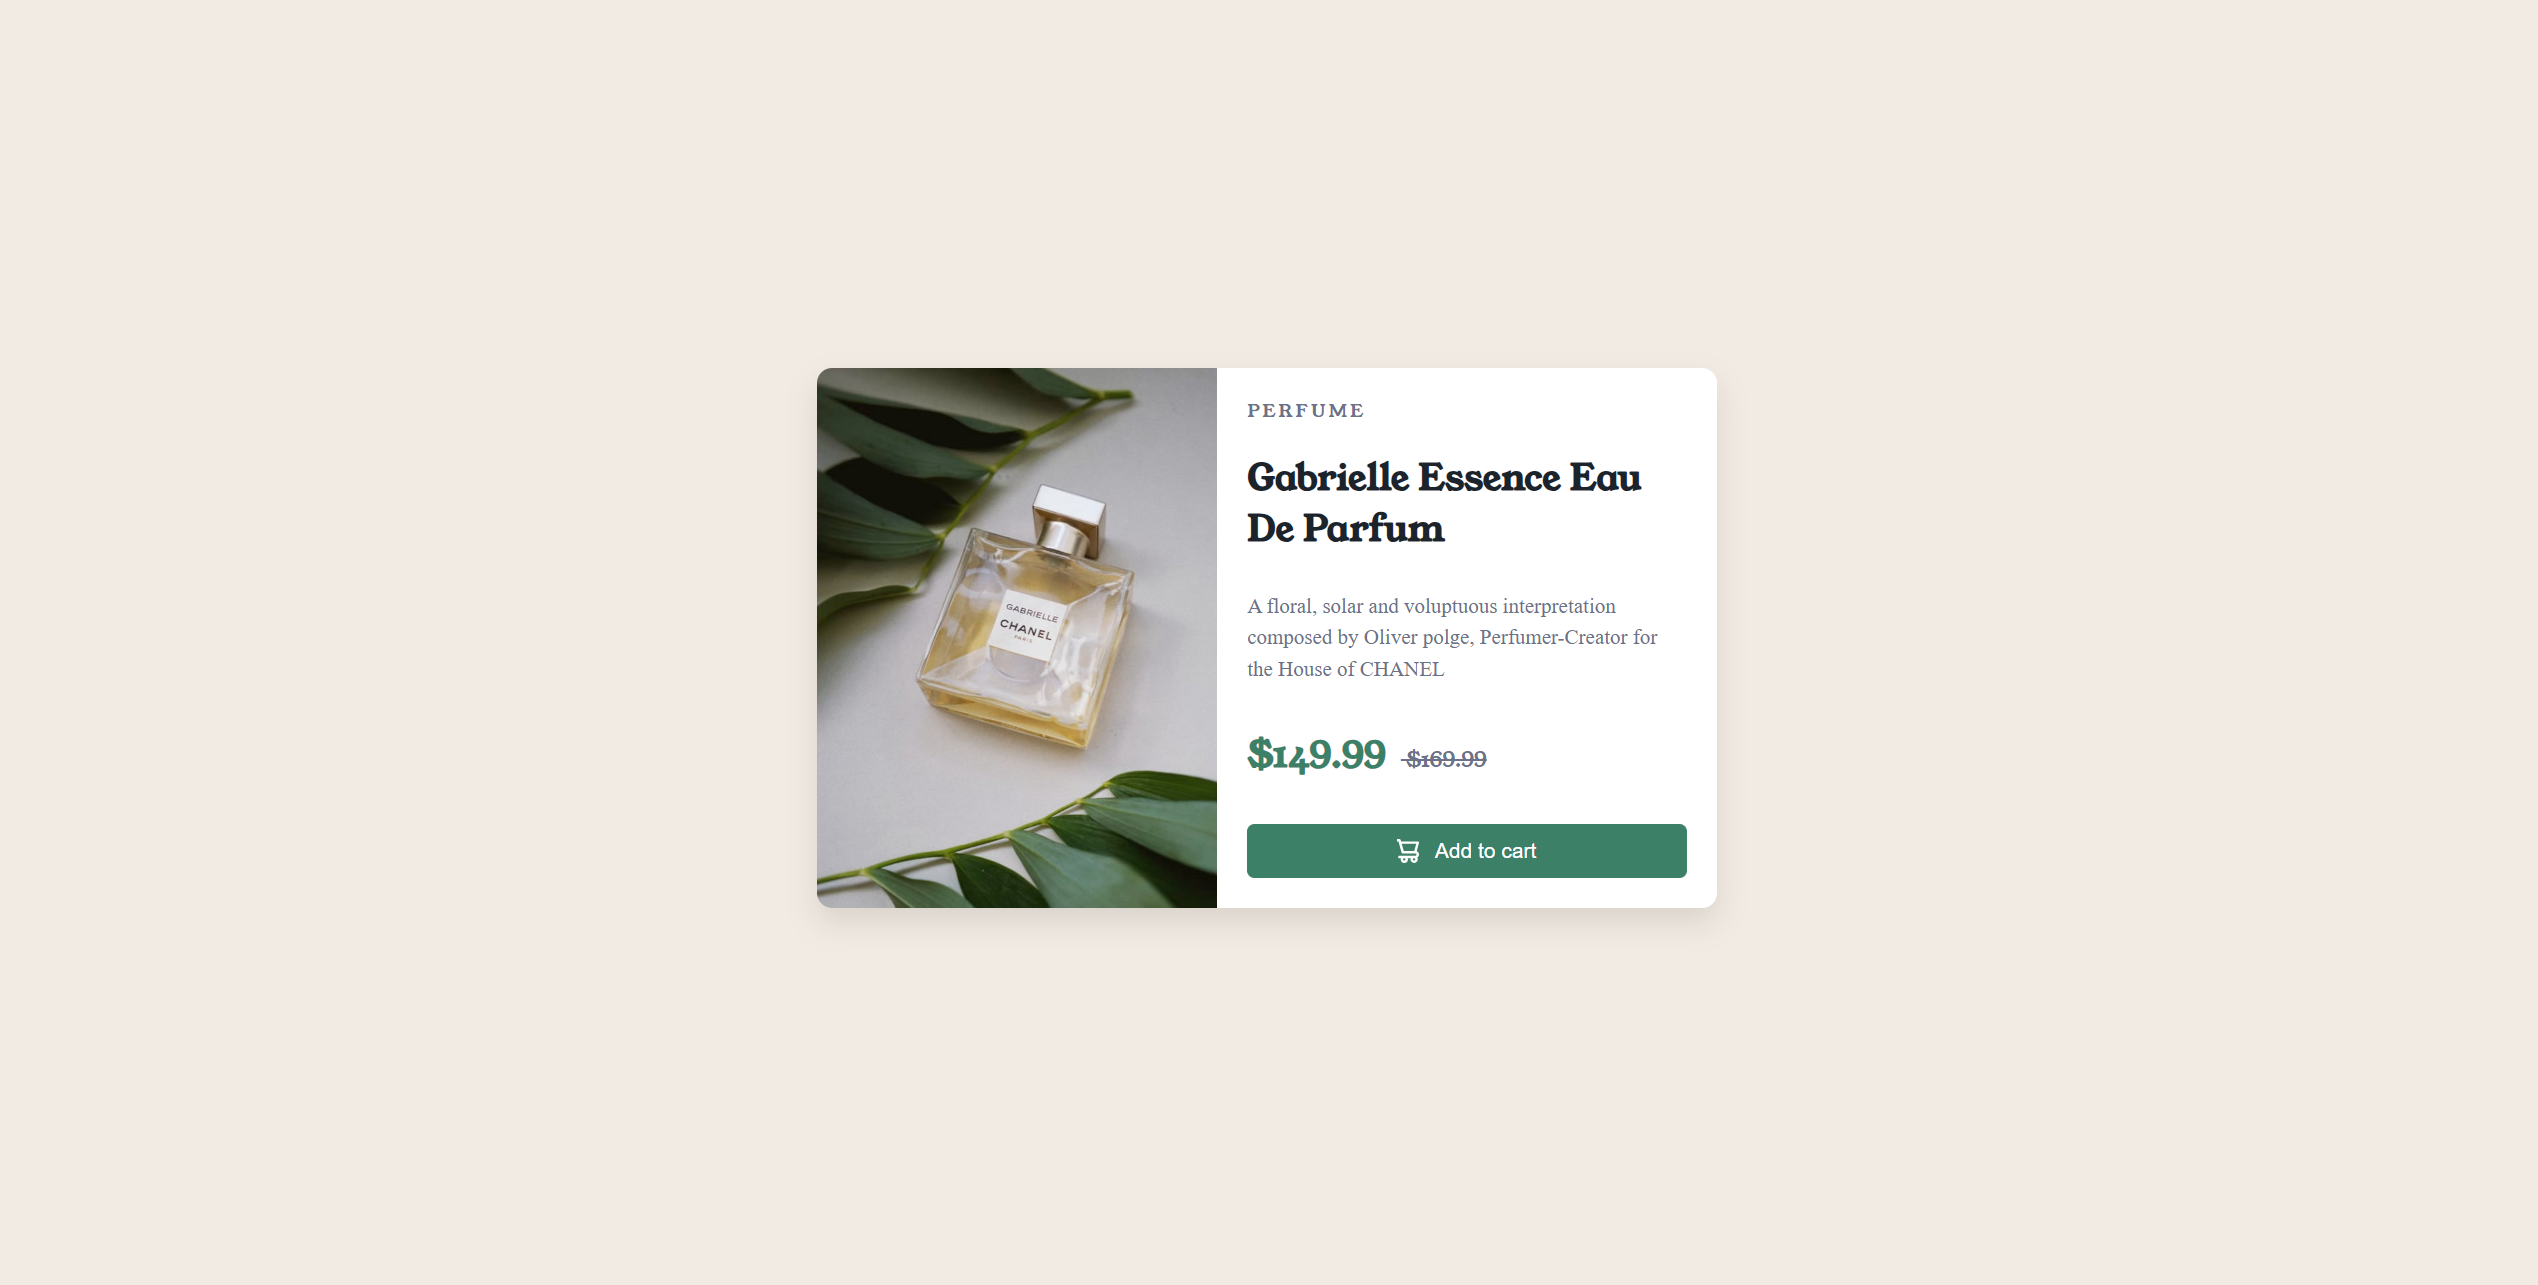 PERFUME
Gabrielle Essence Eau
De Parfum
A floral, solar and voluptuous interpretation
composed by Oliver polge, Perfumer-Creator for
the House of CHANEL
$149.99 $169.99
Add to cart
GABRIELLE
CHANEL
PARIS